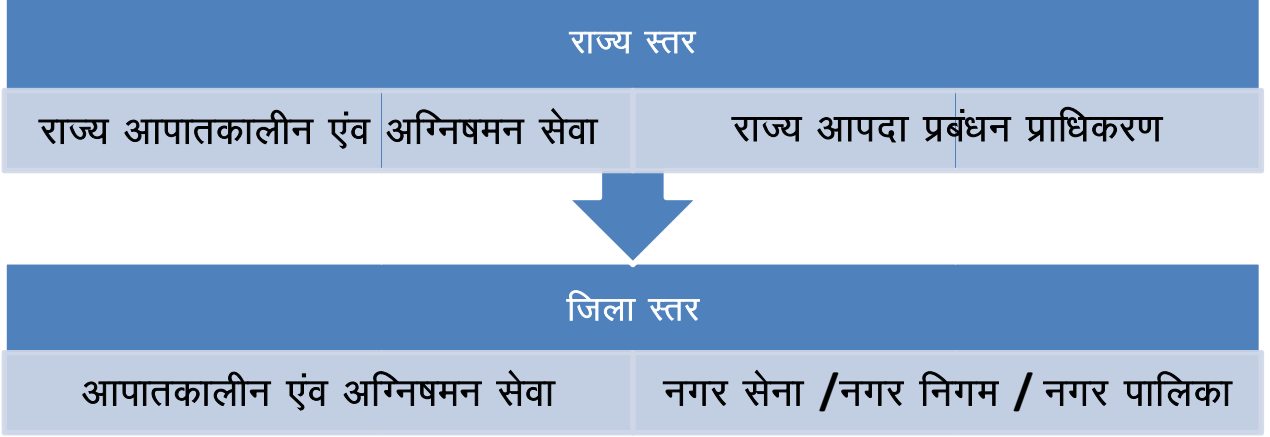 राज्य स्तर
राज्य आपातकालीन एंव अग्निषमन सेवा
राज्य आपदा प्रबंधन प्राधिकरण
जिला स्तर
आपातकालीन एंव अग्निषमन सेवा
नगर सेना /नगर निगम / नगर पालिका